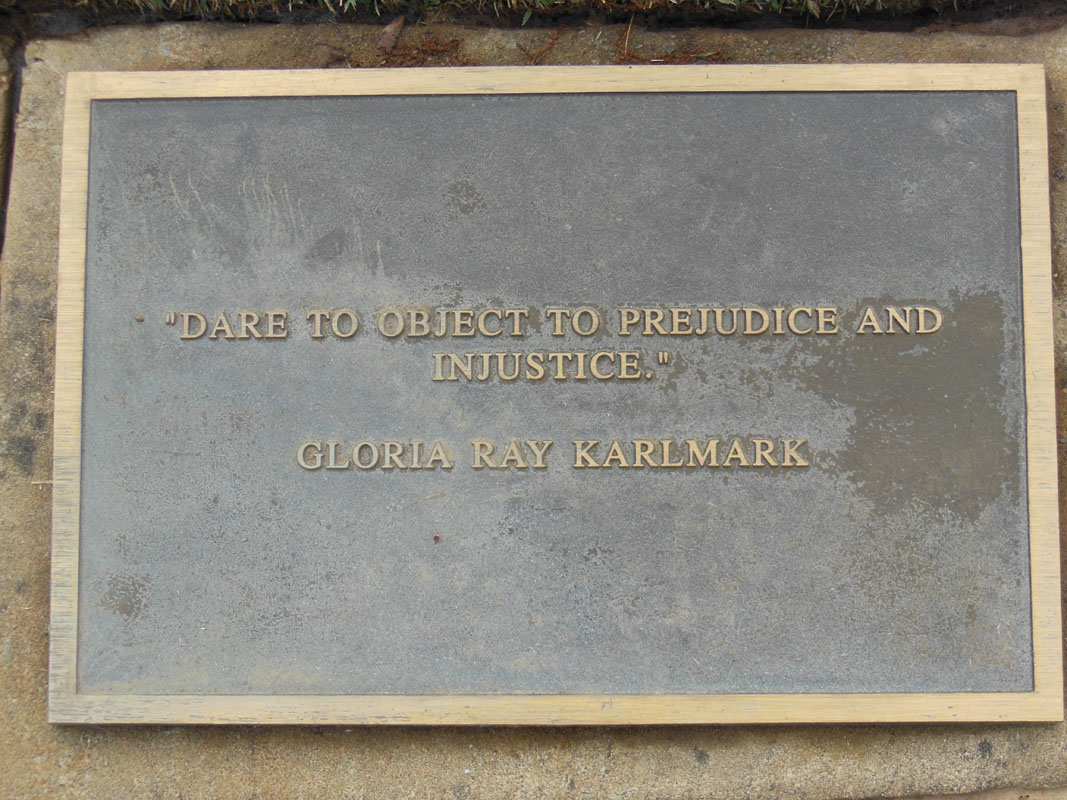 "DARE TO OBJECT TO PREJUDICE AND
INJUSTICE."
GLORIA RAY KARLMARK